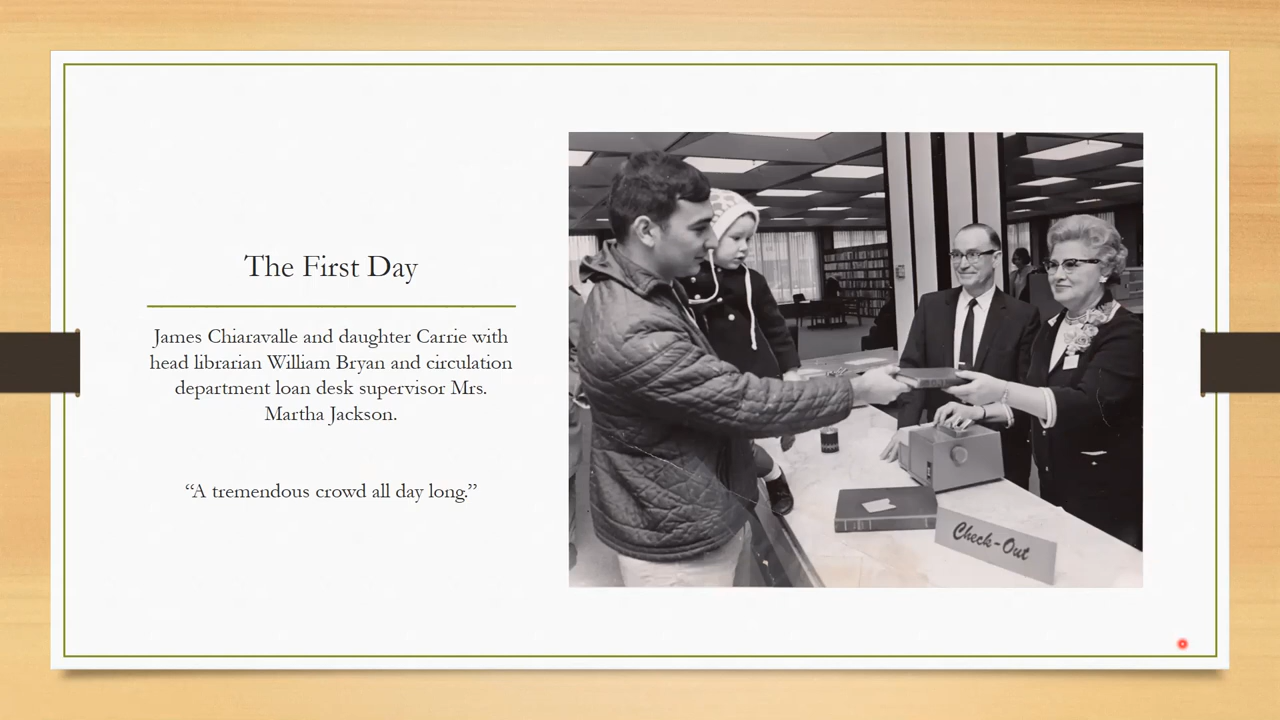 The First Day
James Chiaravalle and daughter Carrie with
head librarian William Bryan and circulation
department loan desk supervisor Mrs.
Martha Jackson.
“A tremendous crowd all day long.”
Check-Out